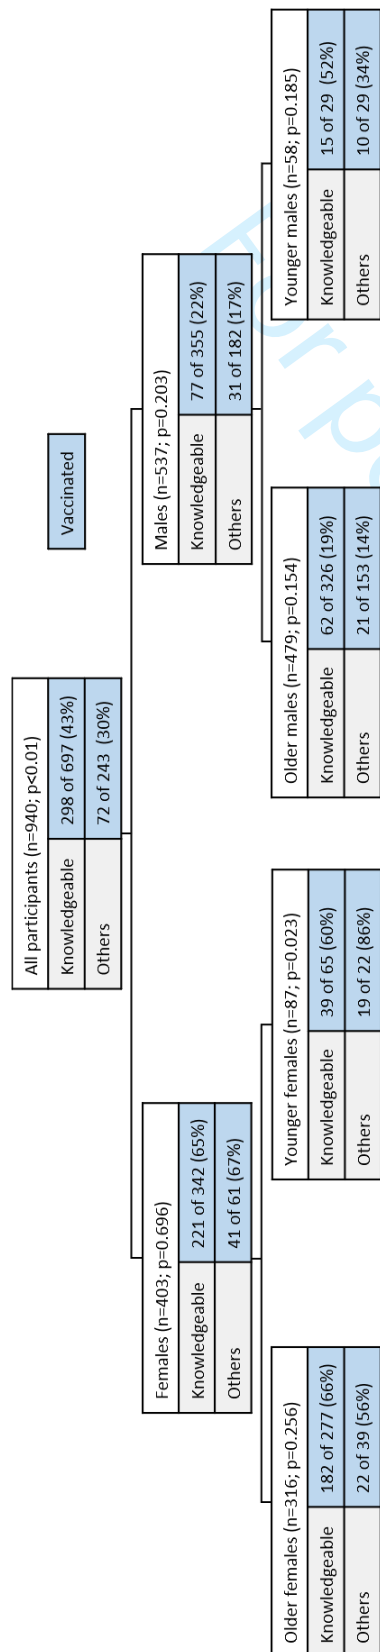 Vaccinated
All participants (n=940; p<0.01)
Knowledgeable 298 of 697 (43%)
Others 72 of 243 (30%)
Females (n=403; p=0.696)
Knowledgeable 221 of 342 (65%)
Others 41 of 61 (67%)
Males (n=537; p=0.203)
Knowledgeable 77 of 355 (22%)
Others 31 of 182 (17%)
Older females (n=316; p=0.256)
Knowledgeable 182 of 277 (66%)
Others 22 of 39 (56%)
Younger females (n=87; p=0.023)
Knowledgeable 39 of 65 (60%)
Others 19 of 22 (86%)
Older males (n=479; p=0.154)
Knowledgeable 62 of 326 (19%)
Others 21 of 153 (14%)
Younger males (n=58; p=0.185)
Knowledgeable 15 of 29 (52%)
Others 10 of 29 (34%)
For p